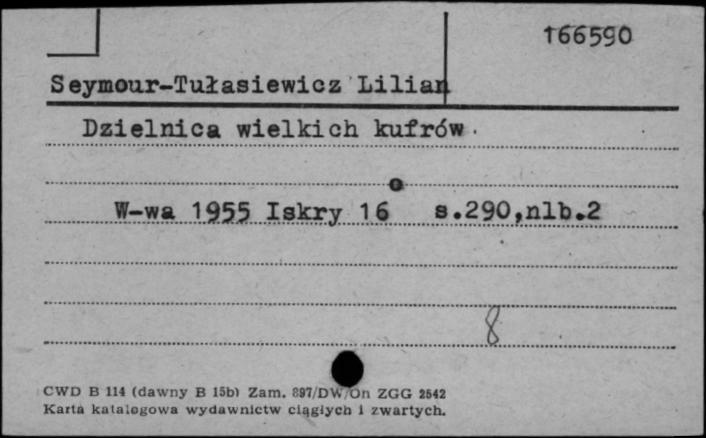 166590
Seymour-Tułasiewicz Lilian
Dzielnica wielkich kufrów.
W-wa 1955 Iskry 16° s.290,nlb.2
8
CWD B 114 (dawny B 15b) Zam. 897/DW/On ZGG 2542
Karta katalogowa wydawnictw ciągłych i zwartych.